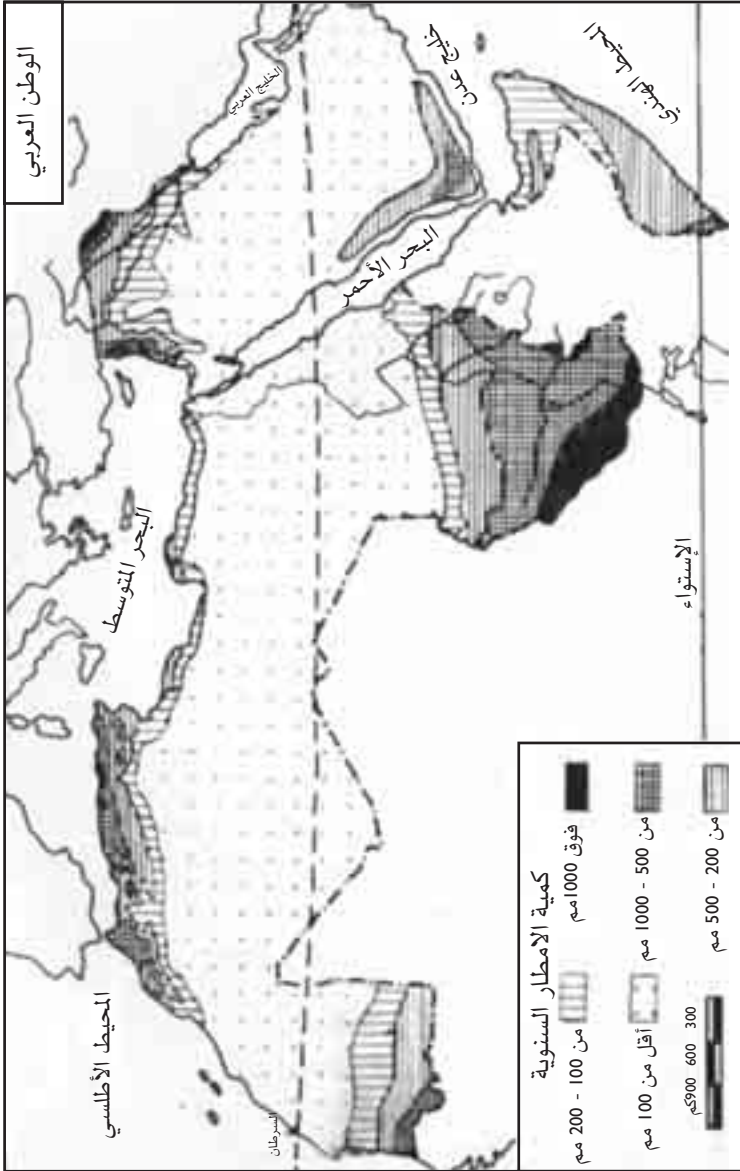 الوطن العربي
الخليج العربي
خليج عدن
المحيط الهندي
البحر الأحمر
البحر المتوسط
المحيط الأطلسي
السرطان
الإستواء
كمية الامطار السنوية
فوق 1000مم
من 500 - 1000 مم
من 200 - 500 مم
من 100 - 200 مم
أقل من 100 مم
300 600 900كم